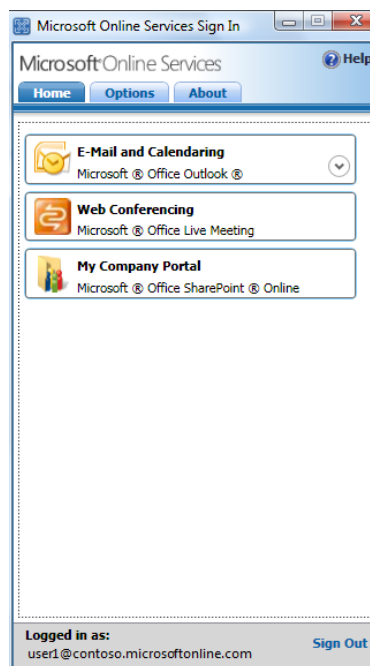 Microsoft Online Services Sign In
Microsoft® Online Services
Help
Home Options About
E-Mail and Calendaring
Microsoft ® Office Outlook ®
Web Conferencing
Microsoft ® Office Live Meeting
My Company Portal
Microsoft ® Office SharePoint ® Online
Logged in as:
user1@contoso.microsoftonline.com
Sign Out